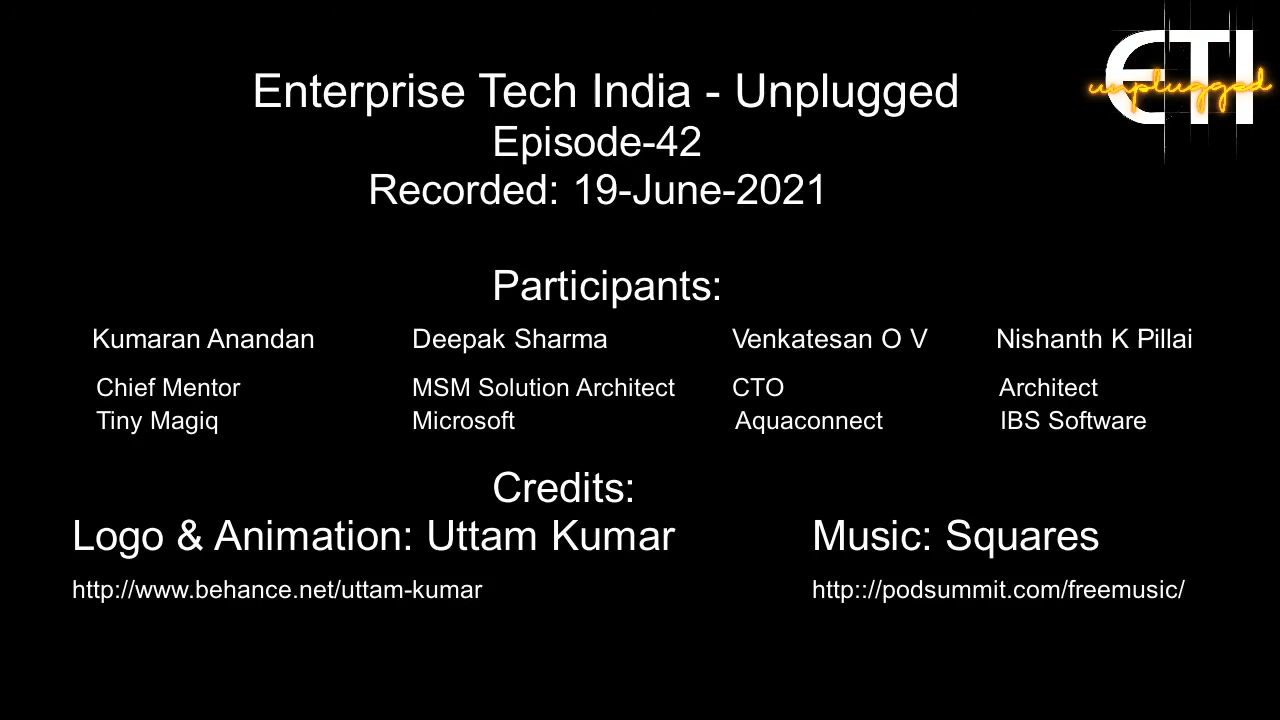 ETI
unplugged
Enterprise Tech India - Unplugged
Episode-42
Recorded: 19-June-2021
Participants:
Kumaran Anandan Deepak Sharma Venkatesan O V Nishanth K Pillai
Chief Mentor MSM Solution Architect CTO Architect
Tiny Magiq Microsoft Aquaconnect IBS Software
Credits:
Logo & Animation: Uttam Kumar Music: Squares
http://www.behance.net/uttam-kumar http:://podsummit.com/freemusic/